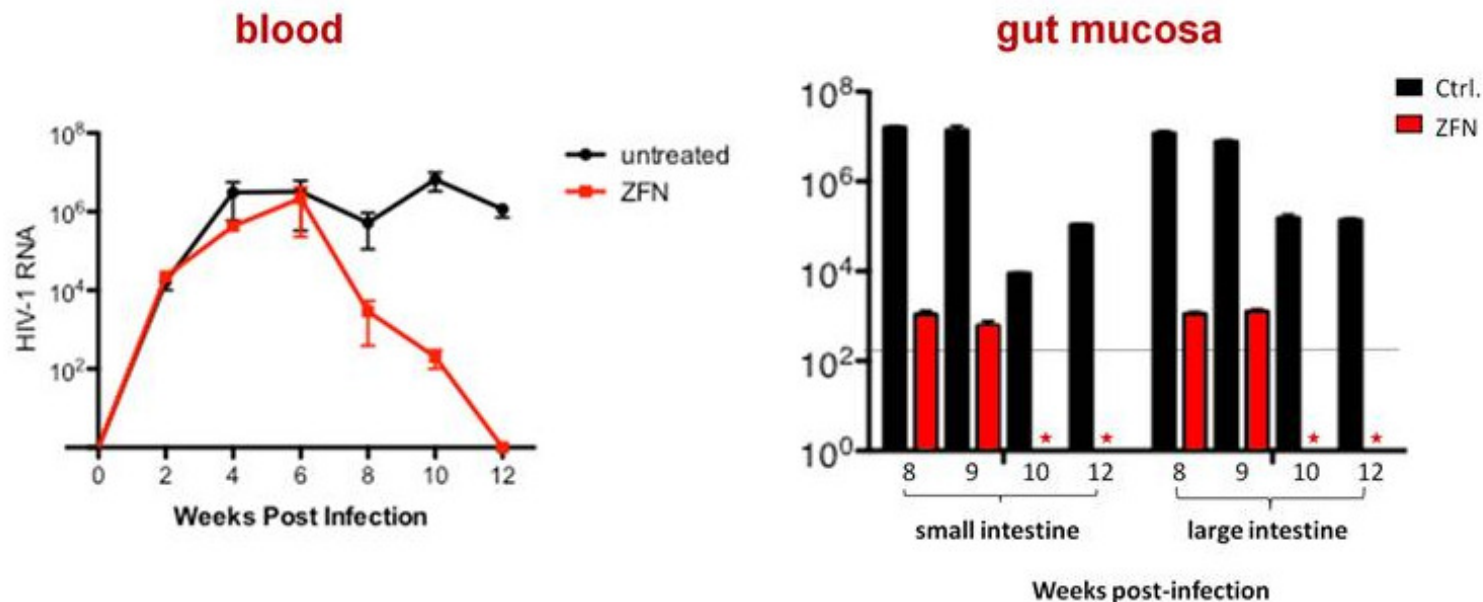 blood
HIV-1 RNA
10^8
10^6
10^4
10^2
0 2 4 6 8 10 12
Weeks Post Infection
untreated
ZFN
gut mucosa
Ctrl.
ZFN
10^8
10^6
10^4
10^2
10^0
8 9 10 12 8 9 10 12
small intestine large intestine
Weeks post-infection